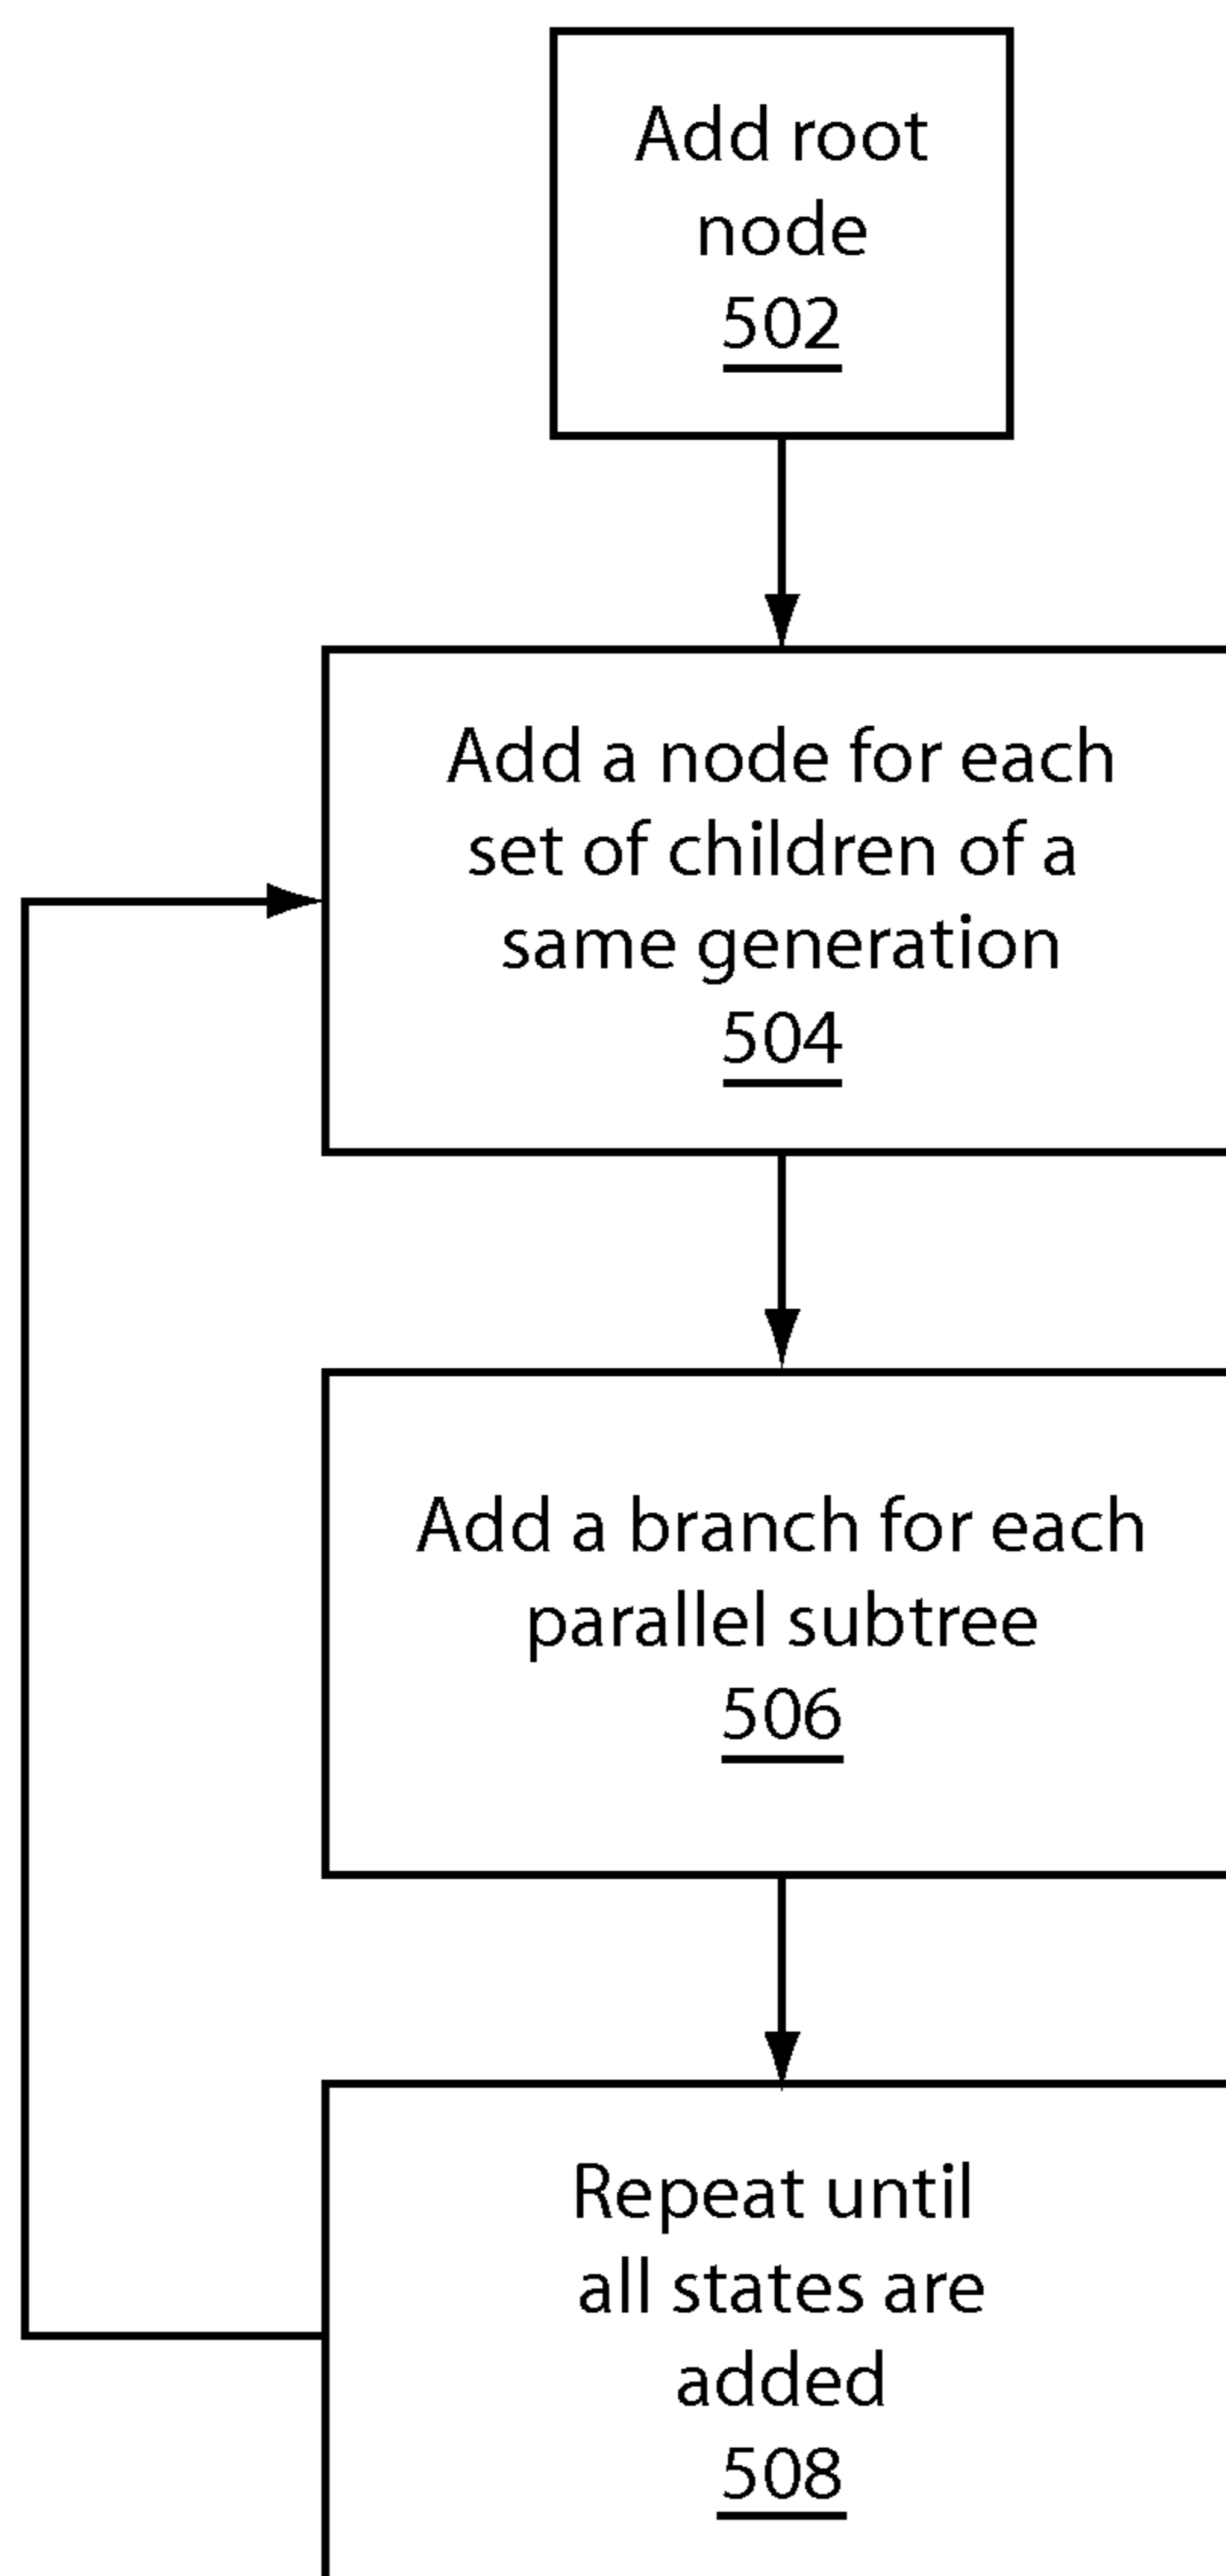 Add root
node
502
Add a node for each
set of children of a
same generation
504
Add a branch for each
parallel subtree
506
Repeat until
all states are
added
508